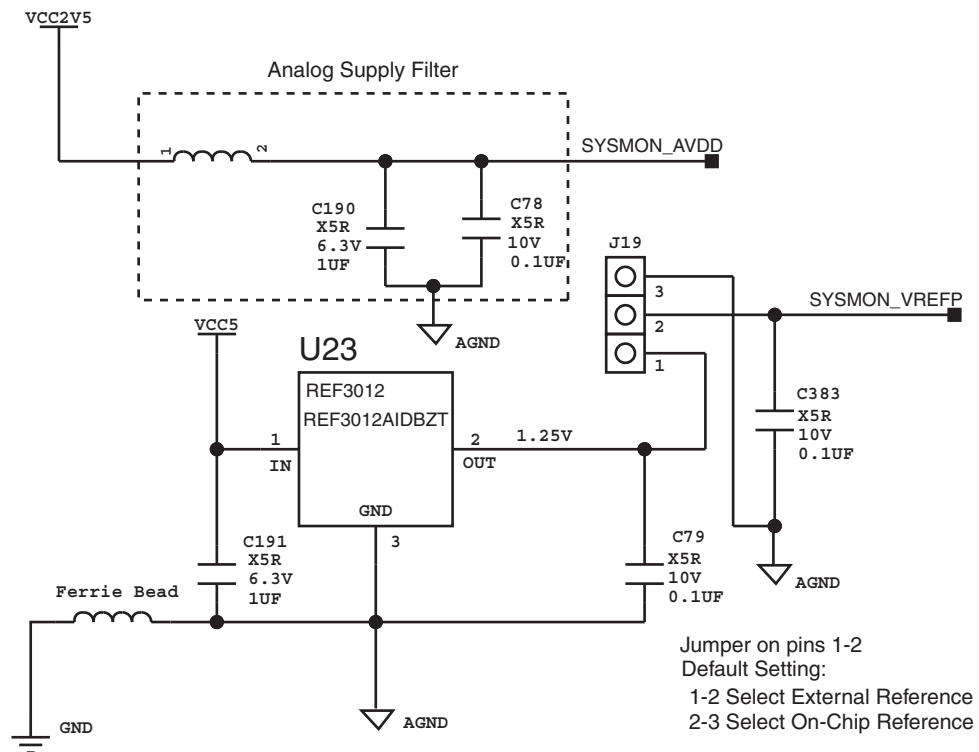 VCC2V5
Analog Supply Filter
1
2
SYSMON_AVDD
C190
X5R
6.3V
1UF
C78
X5R
10V
0.1UF
AGND
J19
3
2
1
SYSMON_VREFP
C383
X5R
10V
0.1UF
AGND
VCC5
U23
REF3012
REF3012AIDBZT
1
IN
2
OUT
1.25V
GND
3
C191
X5R
6.3V
1UF
C79
X5R
10V
0.1UF
Ferrie Bead
GND
AGND
Jumper on pins 1-2
Default Setting:
1-2 Select External Reference
2-3 Select On-Chip Reference